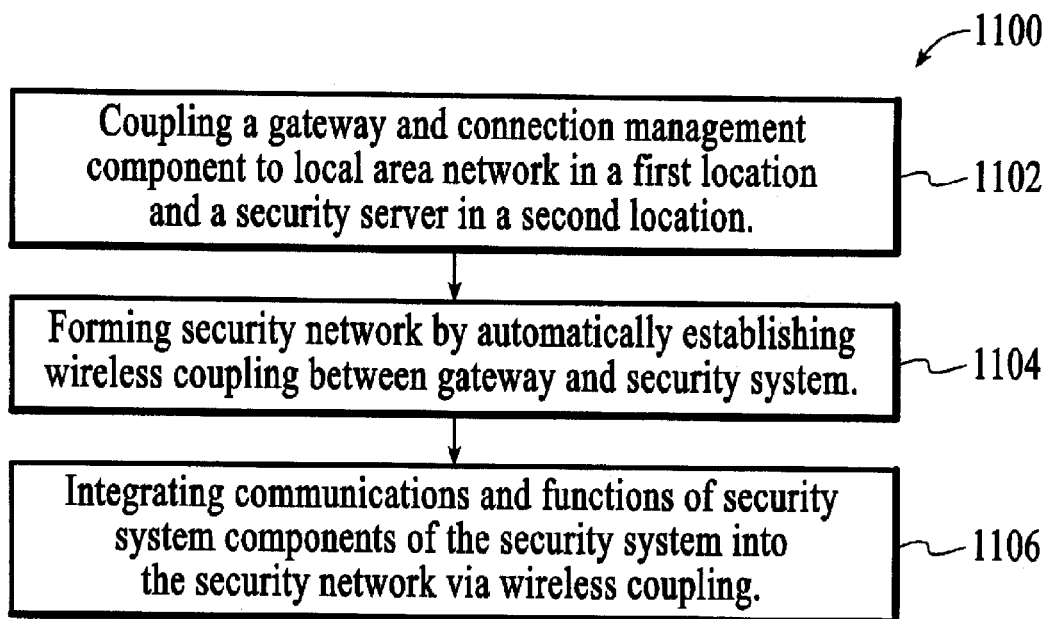 1100
Coupling a gateway and connection management
component to local area network in a first location
and a security server in a second location.
1102
Forming security network by automatically establishing
wireless coupling between gateway and security system.
1104
Integrating communications and functions of security
system components of the security system into
the security network via wireless coupling.
1106